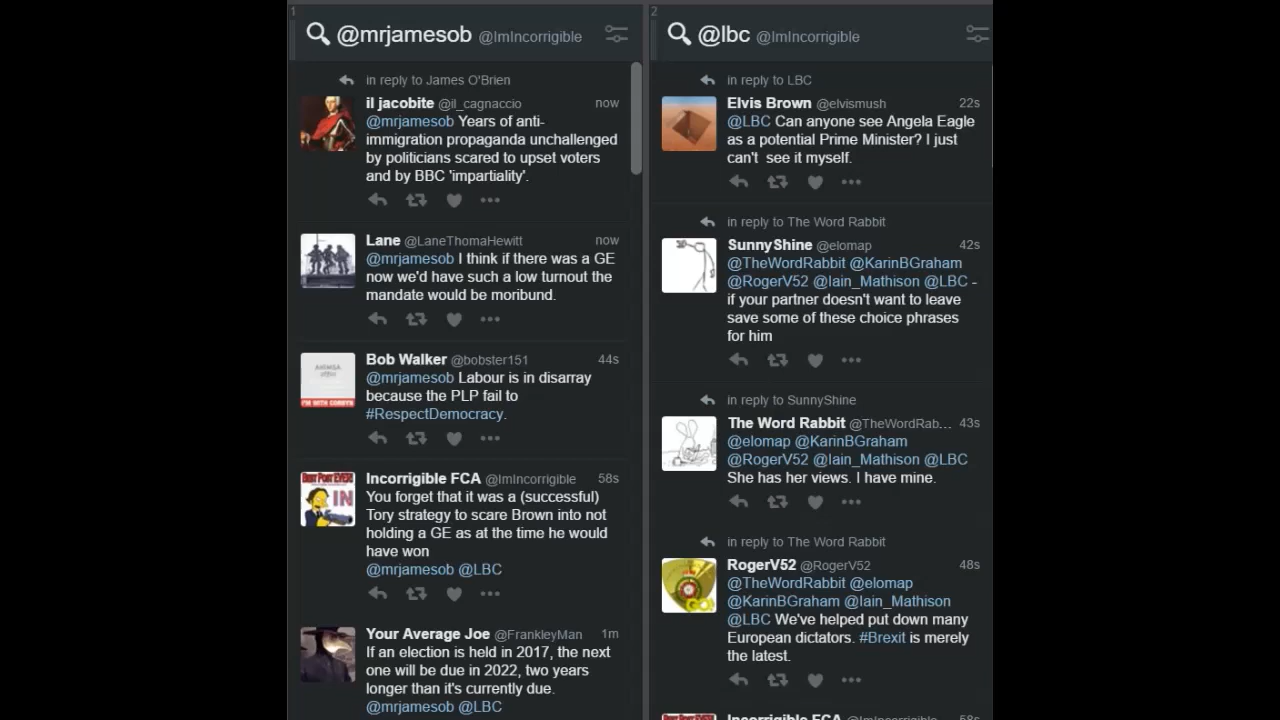 1
@mrjamesob @ImIncorrigible
in reply to James O'Brien
il jacobite @il_cagnaccio now
@mrjamesob Years of anti-
immigration propaganda unchallenged
by politicians scared to upset voters
and by BBC 'impartiality'.
Lane @LaneThomaHewitt now
@mrjamesob I think if there was a GE
now we'd have such a low turnout the
mandate would be moribund.
Bob Walker @bobster151 44s
@mrjamesob Labour is in disarray
because the PLP fail to
#RespectDemocracy.
Incorrigible FCA @ImIncorrigible 58s
BEST POST EVER!
IN
You forget that it was a (successful)
Tory strategy to scare Brown into not
holding a GE as at the time he would
have won
@mrjamesob @LBC
Your Average Joe @FrankleyMan 1m
If an election is held in 2017, the next
one will be due in 2022, two years
longer than it's currently due.
@mrjamesob @LBC
2
@lbc @ImIncorrigible
in reply to LBC
Elvis Brown @elvismush 22s
@LBC Can anyone see Angela Eagle
as a potential Prime Minister? I just
can't see it myself.
in reply to The Word Rabbit
SunnyShine @elomap 42s
@TheWordRabbit @KarinBGraham
@RogerV52 @Iain_Mathison @LBC -
if your partner doesn't want to leave
save some of these choice phrases
for him
in reply to SunnyShine
The Word Rabbit @TheWordRab... 43s
@elomap @KarinBGraham
@RogerV52 @Iain_Mathison @LBC
She has her views. I have mine.
in reply to The Word Rabbit
RogerV52 @RogerV52 48s
@TheWordRabbit @elomap
@KarinBGraham @Iain_Mathison
@LBC We've helped put down many
European dictators. #Brexit is merely
the latest.
Incorrigible FCA @ImIncorrigible 58s